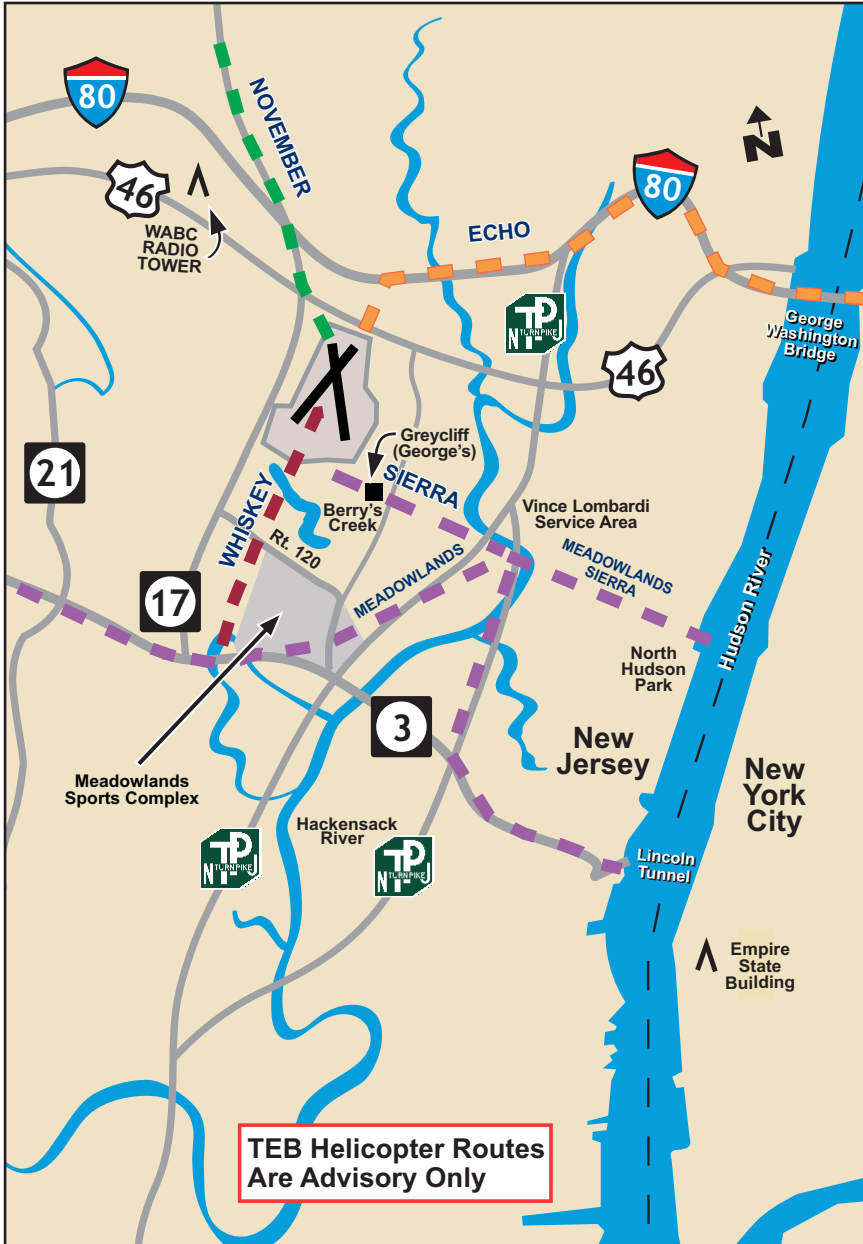 80
NOVEMBER
46
WABC
RADIO
TOWER
N
80
ECHO
George
Washington
Bridge
N
TP
TURNPIKE
J
46
21
Greycliff
(George's)
SIERRA
Berry's
Creek
WHISKEY
Rt. 120
Vince Lombardi
Service Area
MEADOWLANDS
MEADOWLANDS
SIERRA
17
North
Hudson
Park
Hudson River
3
New
Jersey
New
York
City
Meadowlands
Sports Complex
Hackensack
River
N
TP
TURNPIKE
J
N
TP
TURNPIKE
J
Lincoln
Tunnel
Empire
State
Building
TEB Helicopter Routes
Are Advisory Only